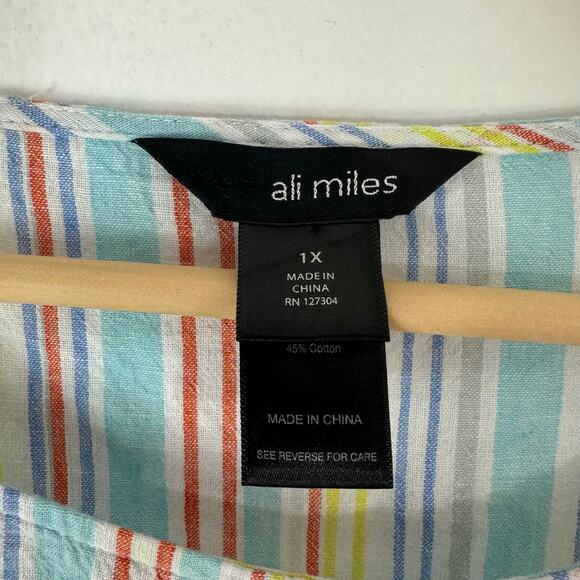 ali miles
1X
MADE IN
CHINA
RN 127304
45% Cotton
MADE IN CHINA
SEE REVERSE FOR CARE